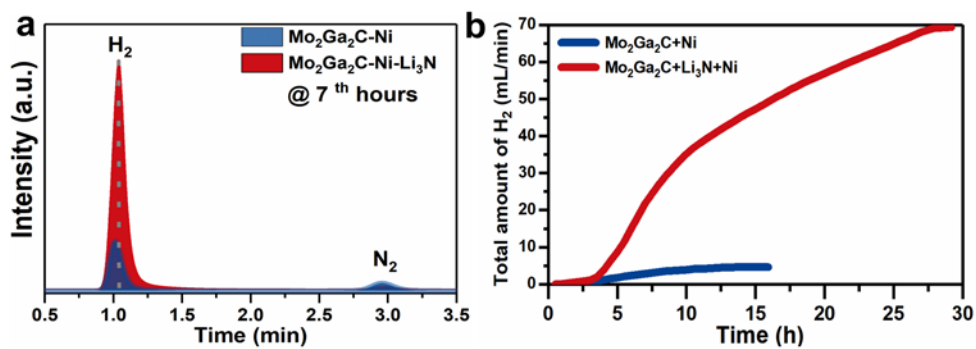 a
H₂
Mo₂Ga₂C-Ni
Mo₂Ga₂C-Ni-Li₃N
@ 7 th hours
N₂
Intensity (a.u.)
0.5 1.0 1.5 2.0 2.5 3.0 3.5
Time (min)
b
Total amount of H₂ (mL/min)
70
60
50
40
30
20
10
0
Mo₂Ga₂C+Ni
Mo₂Ga₂C+Li₃N+Ni
0 5 10 15 20 25 30
Time (h)